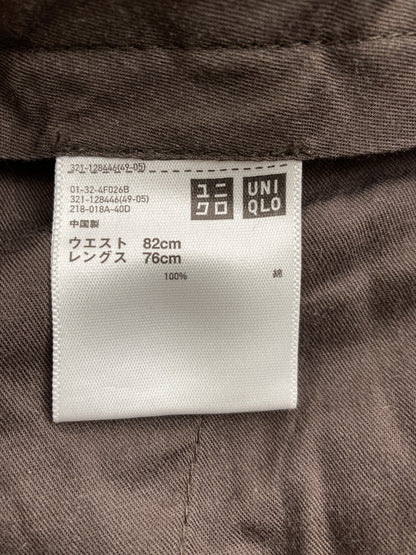 321-128446(49-05)
01-32-4F026B
321-128446(49-05)
218-018A-40D
中国製
ユニ
クロ
UNI
QLO
ウエスト 82cm
レングス 76cm
100% 綿